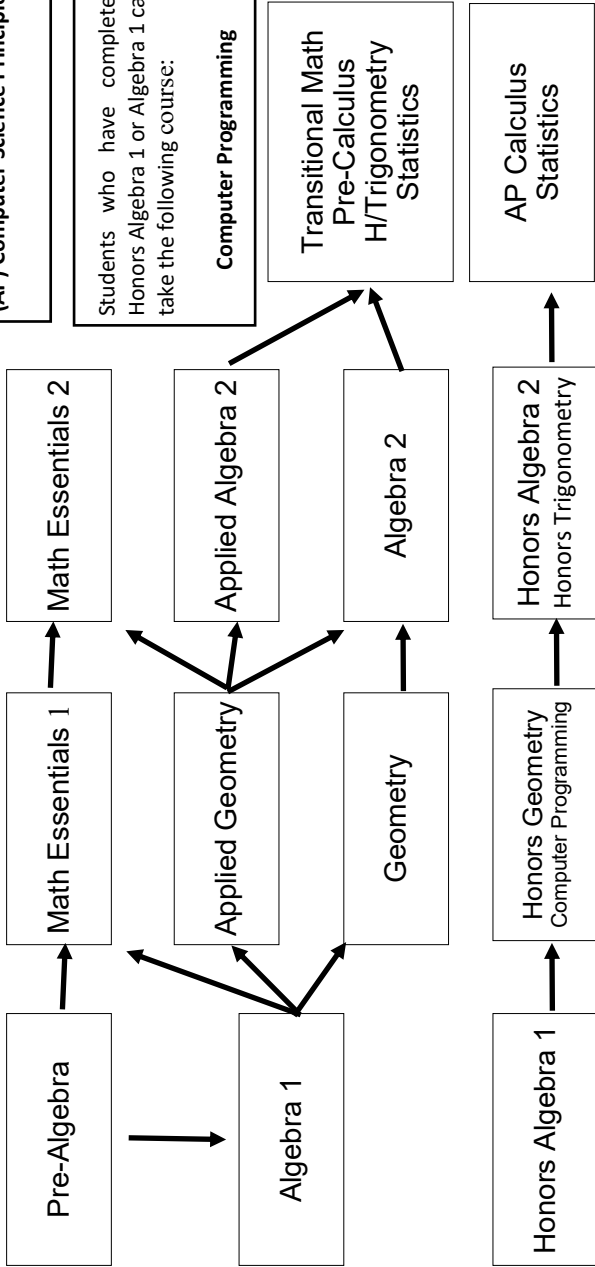 (AP) Computer Science Principle
Students who have complete
Honors Algebra 1 or Algebra 1 ca
take the following course:
Computer Programming
Pre-Algebra
Math Essentials 1
Math Essentials 2
Algebra 1
Applied Geometry
Applied Algebra 2
Geometry
Algebra 2
Transitional Math
Pre-Calculus
H/Trigonometry
Statistics
Honors Algebra 1
Honors Geometry
Computer Programming
Honors Algebra 2
Honors Trigonometry
AP Calculus
Statistics